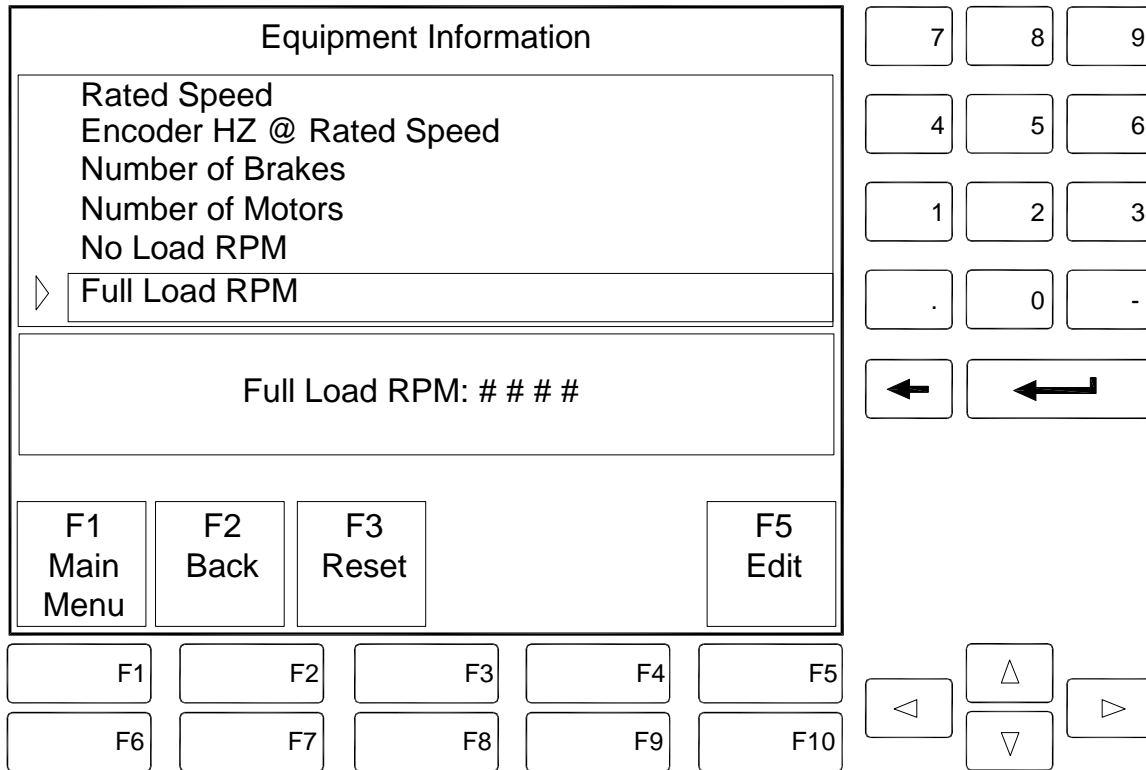 Equipment Information
Rated Speed
Encoder HZ @ Rated Speed
Number of Brakes
Number of Motors
No Load RPM
Full Load RPM
Full Load RPM: # # # #
F1
Main
Menu
F2
Back
F3
Reset
F5
Edit
F1 F2 F3 F4 F5
F6 F7 F8 F9 F10
7 8 9
4 5 6
1 2 3
. 0 -